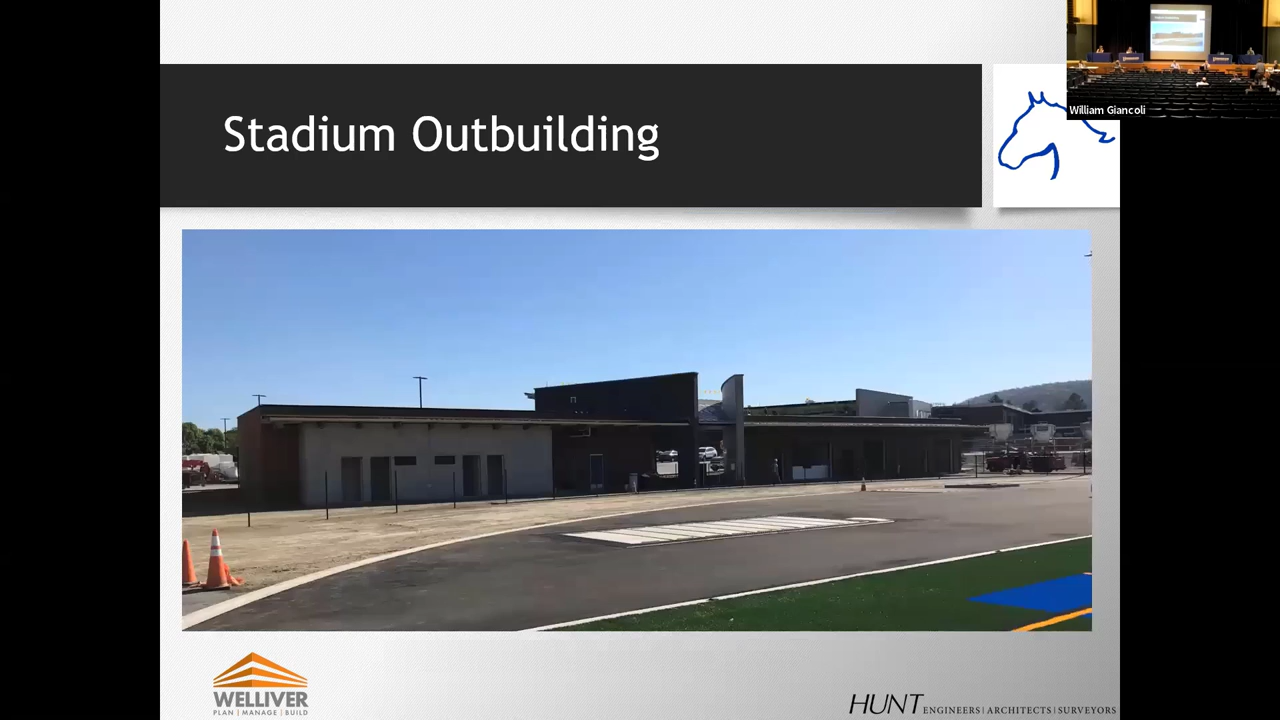 William Giancoli
Stadium Outbuilding
WELLIVER
PLAN | MANAGE | BUILD
HUNT ENGINEERS | ARCHITECTS | SURVEYORS